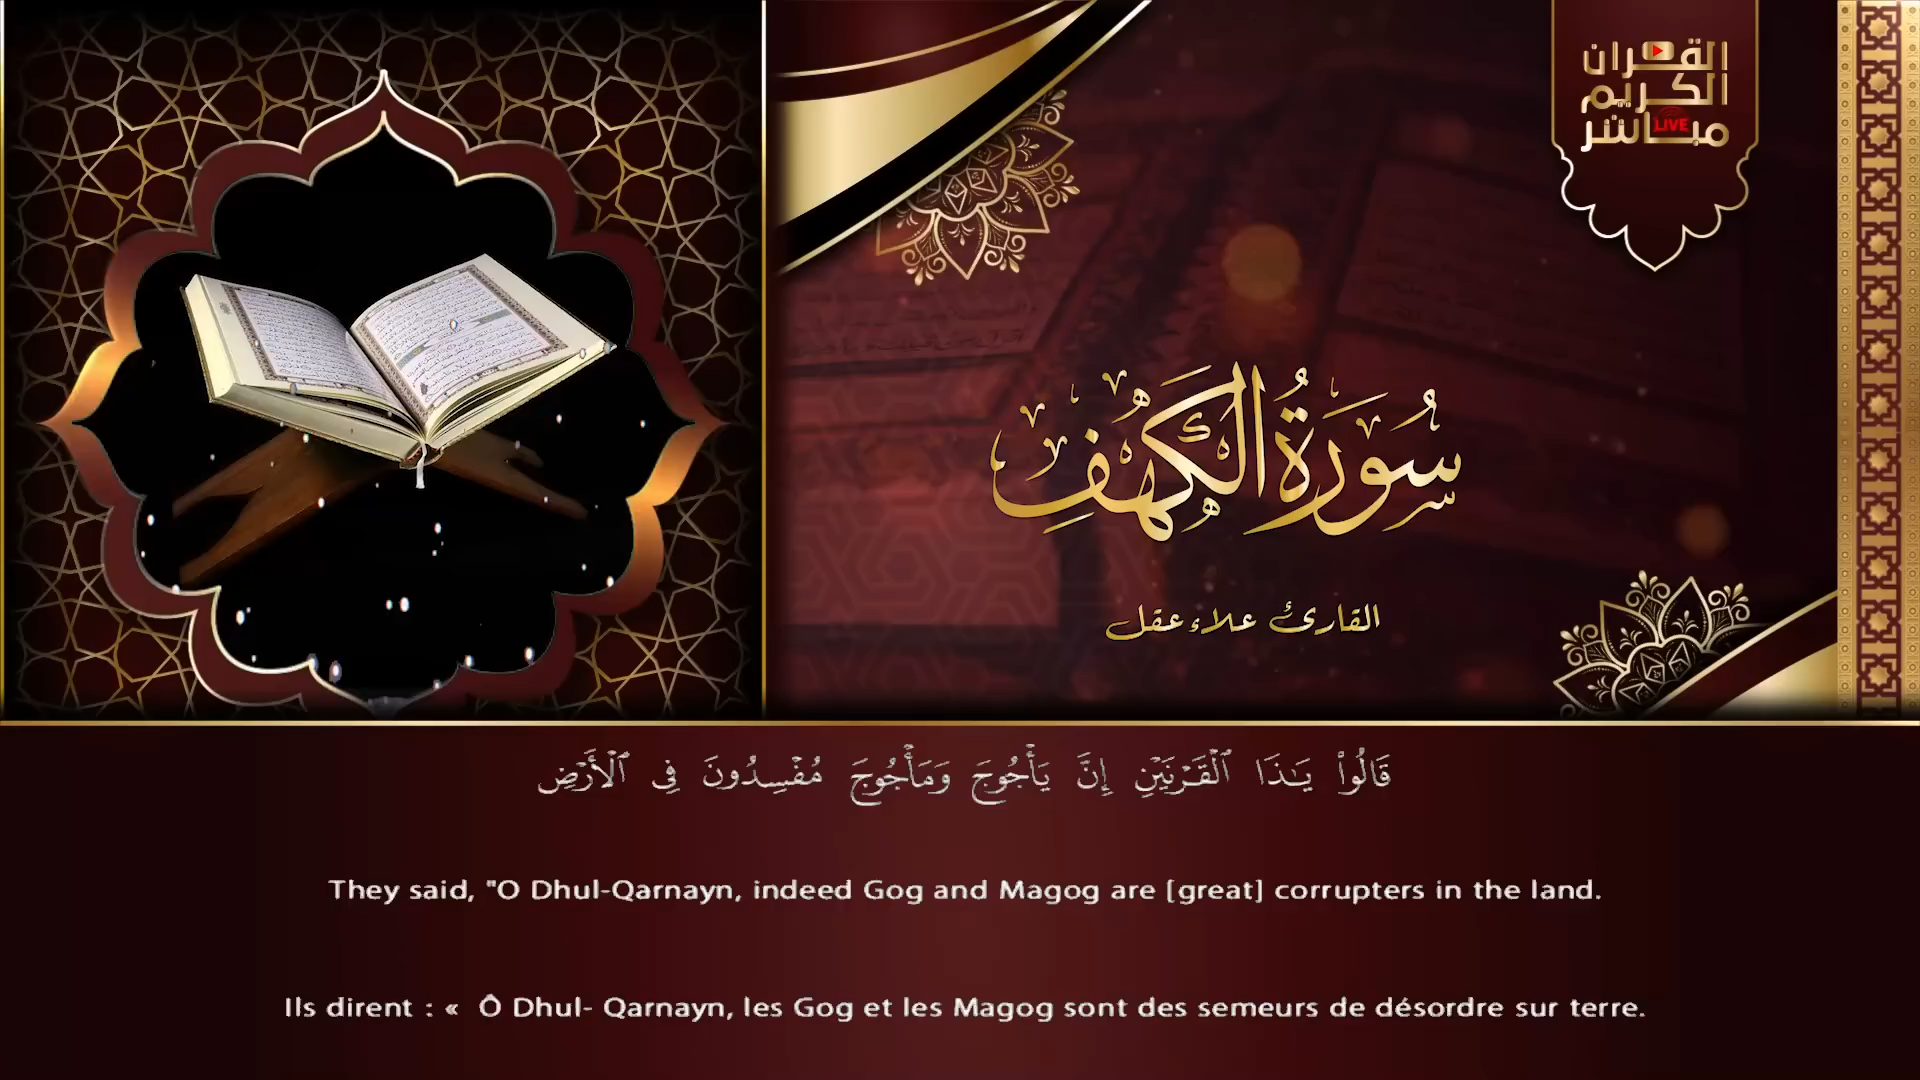 القرآن
الكريم
مباشر
LIVE
سُورَةُ الكَهْفِ
القارئ علاء عقل
قَالُوا۟ يَـٰذَا ٱلْقَرْنَيْنِ إِنَّ يَأْجُوجَ وَمَأْجُوجَ مُفْسِدُونَ فِى ٱلْأَرْضِ
They said, "O Dhul-Qarnayn, indeed Gog and Magog are [great] corrupters in the land.
Ils dirent : « Ô Dhul- Qarnayn, les Gog et les Magog sont des semeurs de désordre sur terre.